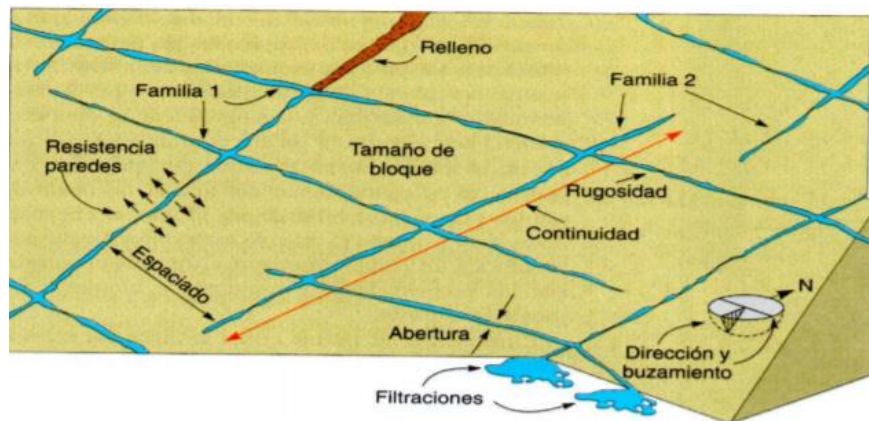 Relleno
Familia 1
Familia 2
Resistencia
paredes
Tamaño de
bloque
Rugosidad
Continuidad
Espaciado
N
Abertura
Dirección y
buzamiento
Filtraciones